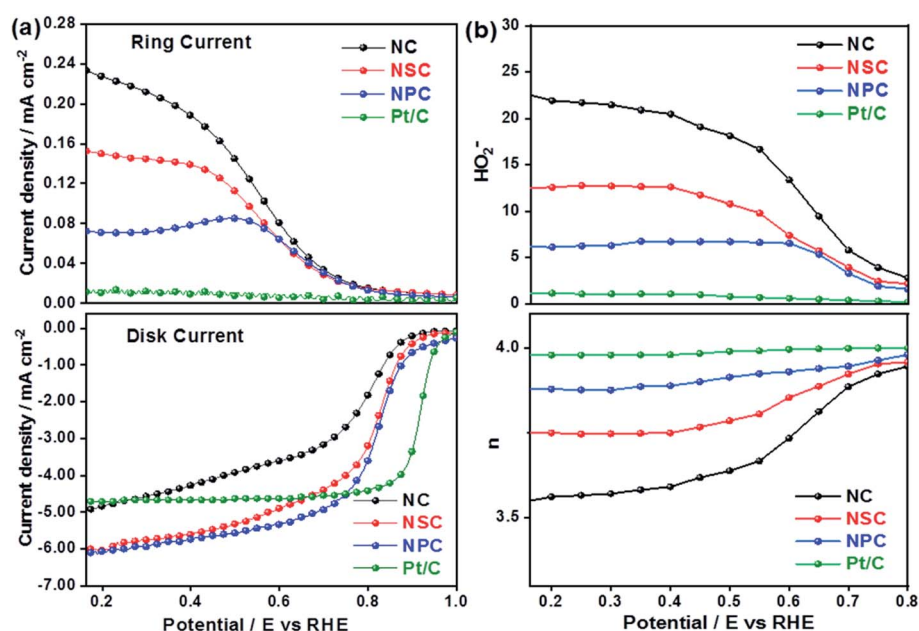 (a)
Ring Current
NC
NSC
NPC
Pt/C
Current density / mA cm⁻²
0.28
0.24
0.20
0.16
0.12
0.08
0.04
0.00
Disk Current
NC
NSC
NPC
Pt/C
Current density / mA cm⁻²
0.00
-1.00
-2.00
-3.00
-4.00
-5.00
-6.00
-7.00
0.2 0.4 0.6 0.8 1.0
Potential / E vs RHE
(b)
NC
NSC
NPC
Pt/C
HO₂⁻
30
25
20
15
10
5
0
NC
NSC
NPC
Pt/C
n
4.0
3.5
0.2 0.3 0.4 0.5 0.6 0.7 0.8
Potential / E vs RHE